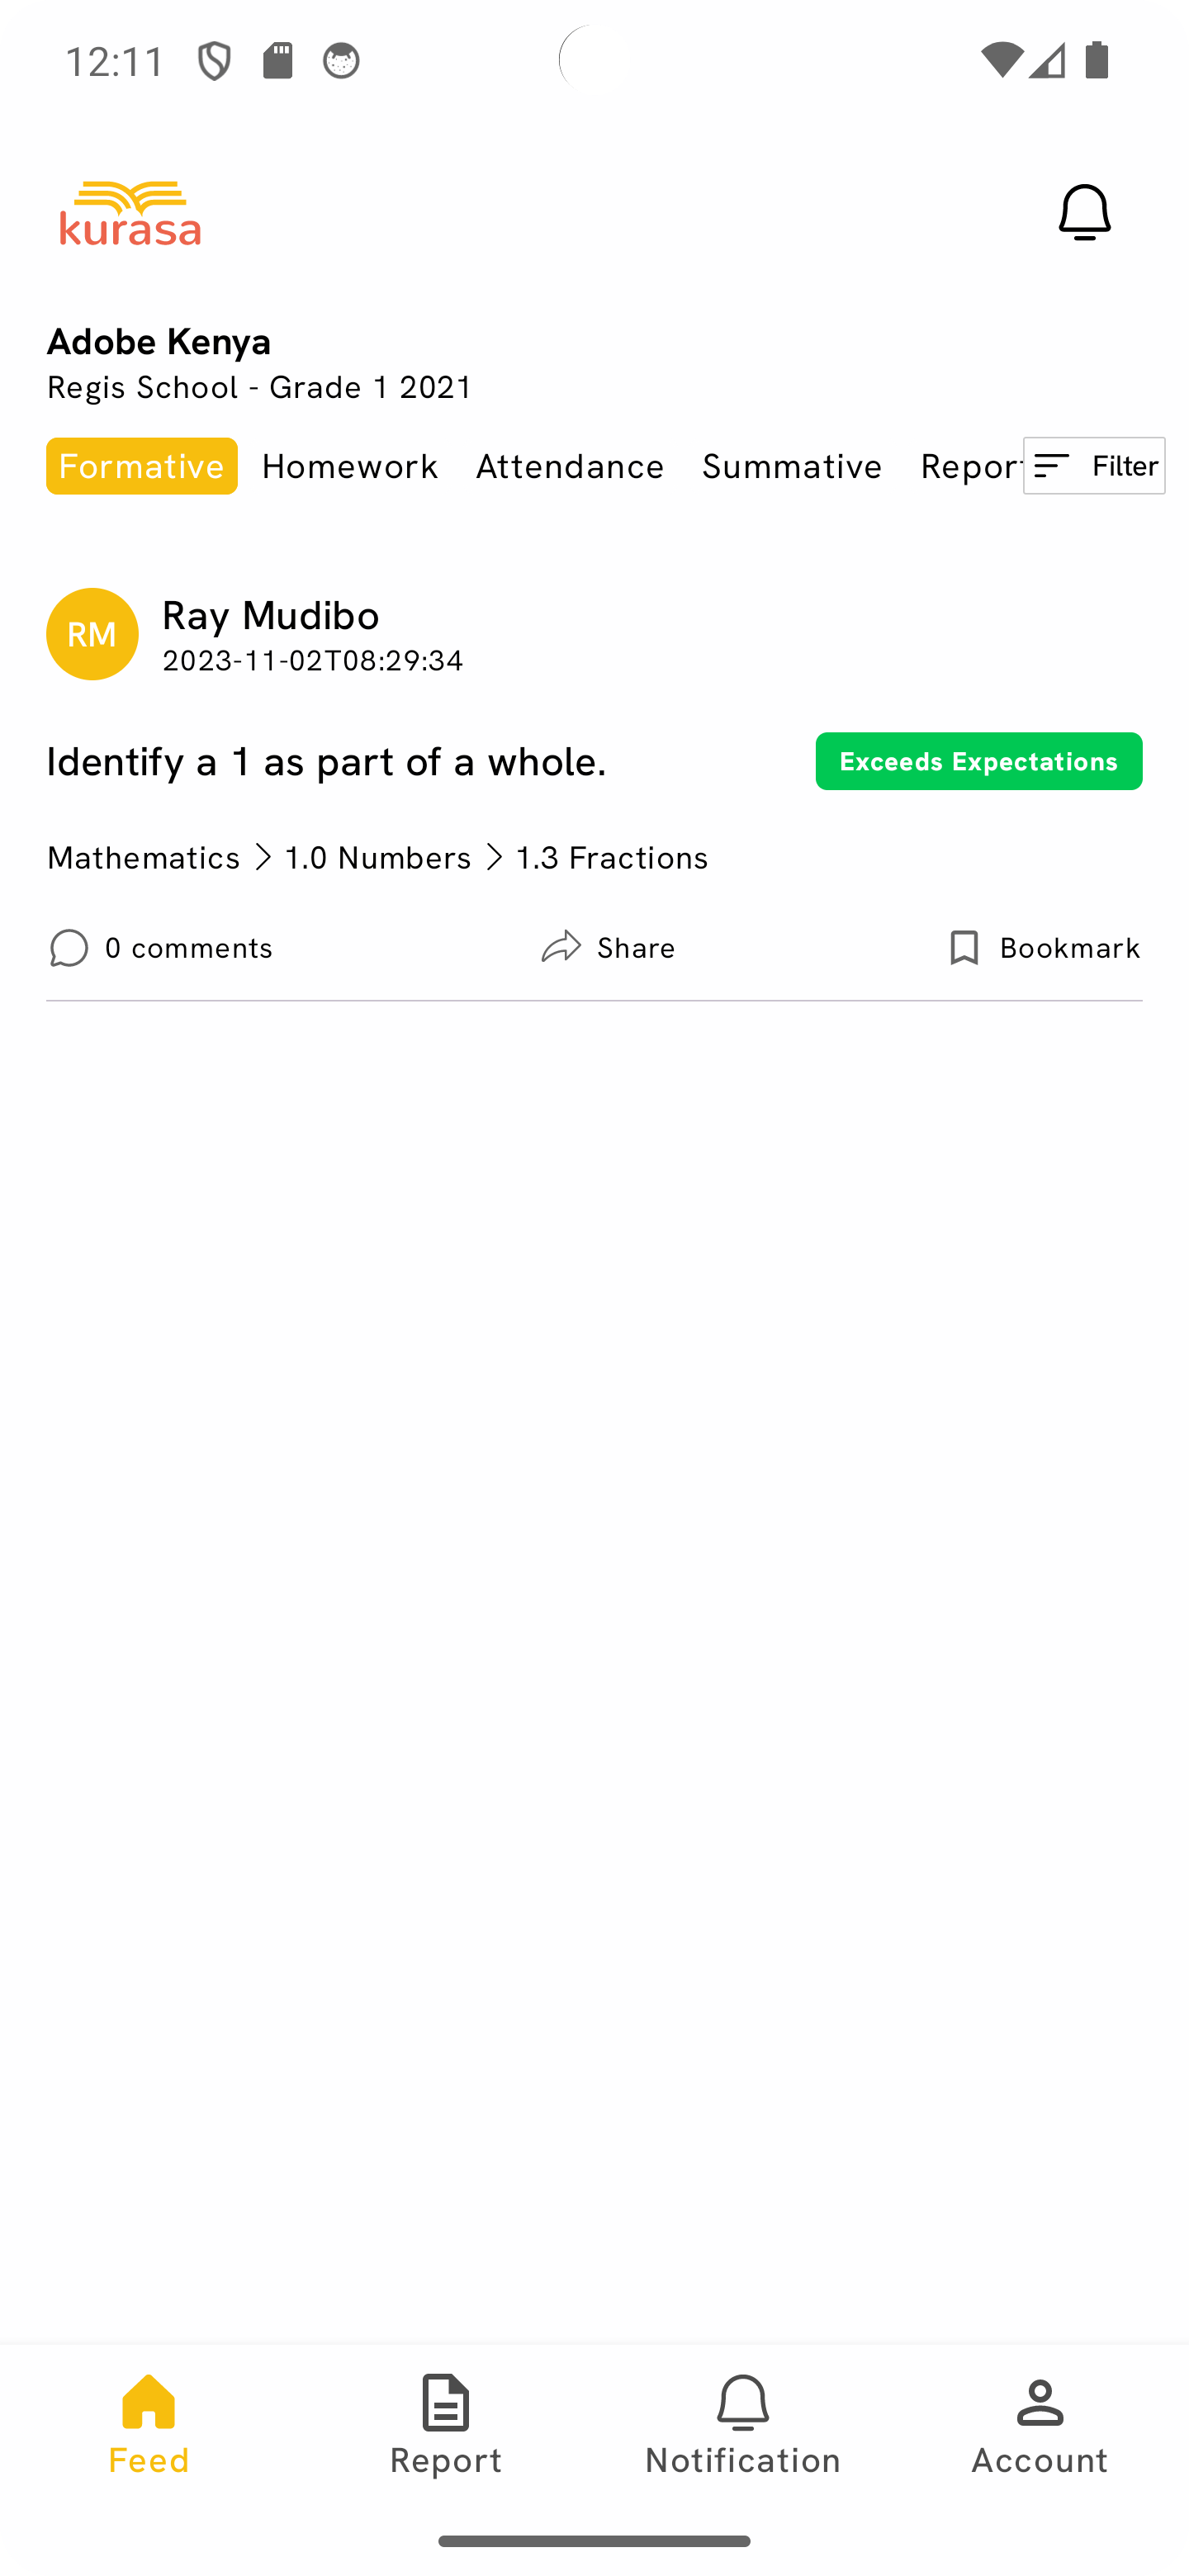 12:11
kurasa
Adobe Kenya
Regis School - Grade 1 2021
Formative Homework Attendance Summative Report Filter
RM
Ray Mudibo
2023-11-02T08:29:34
Identify a 1 as part of a whole.
Exceeds Expectations
Mathematics > 1.0 Numbers > 1.3 Fractions
0 comments Share Bookmark
Feed Report Notification Account